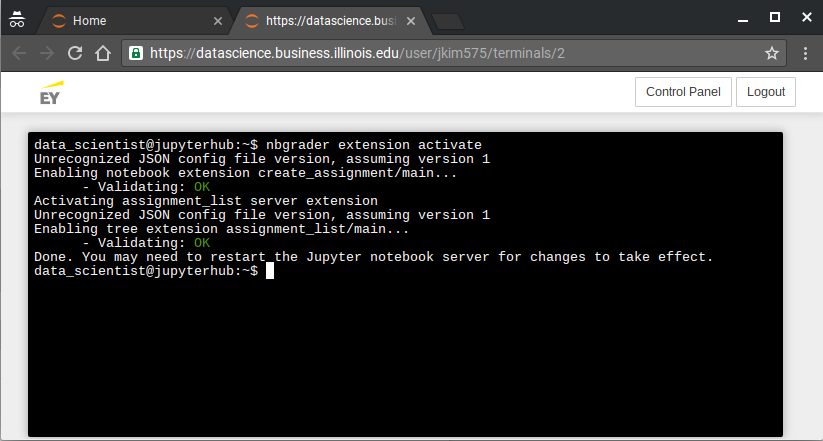 Home
https://datascience.busi
https://datascience.business.illinois.edu/user/jkim575/terminals/2
EY
Control Panel
Logout
data_scientist@jupyterhub:~$ nbgrader extension activate
Unrecognized JSON config file version, assuming version 1
Enabling notebook extension create_assignment/main...
- Validating: OK
Activating assignment_list server extension
Unrecognized JSON config file version, assuming version 1
Enabling tree extension assignment_list/main...
- Validating: OK
Done. You may need to restart the Jupyter notebook server for changes to take effect.
data_scientist@jupyterhub:~$